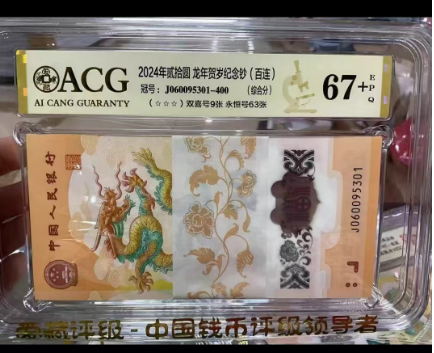 ACG
AI CANG GUARANTY
2024年贰拾圆 龙年贺岁纪念钞（百连）
冠号：J060095301-400 （综合分）
（☆☆☆）双嘉号9张 永恒号63张
67+
EPQ
中国人民银行
J060095301
爱藏评级-中国钱币评级领导者